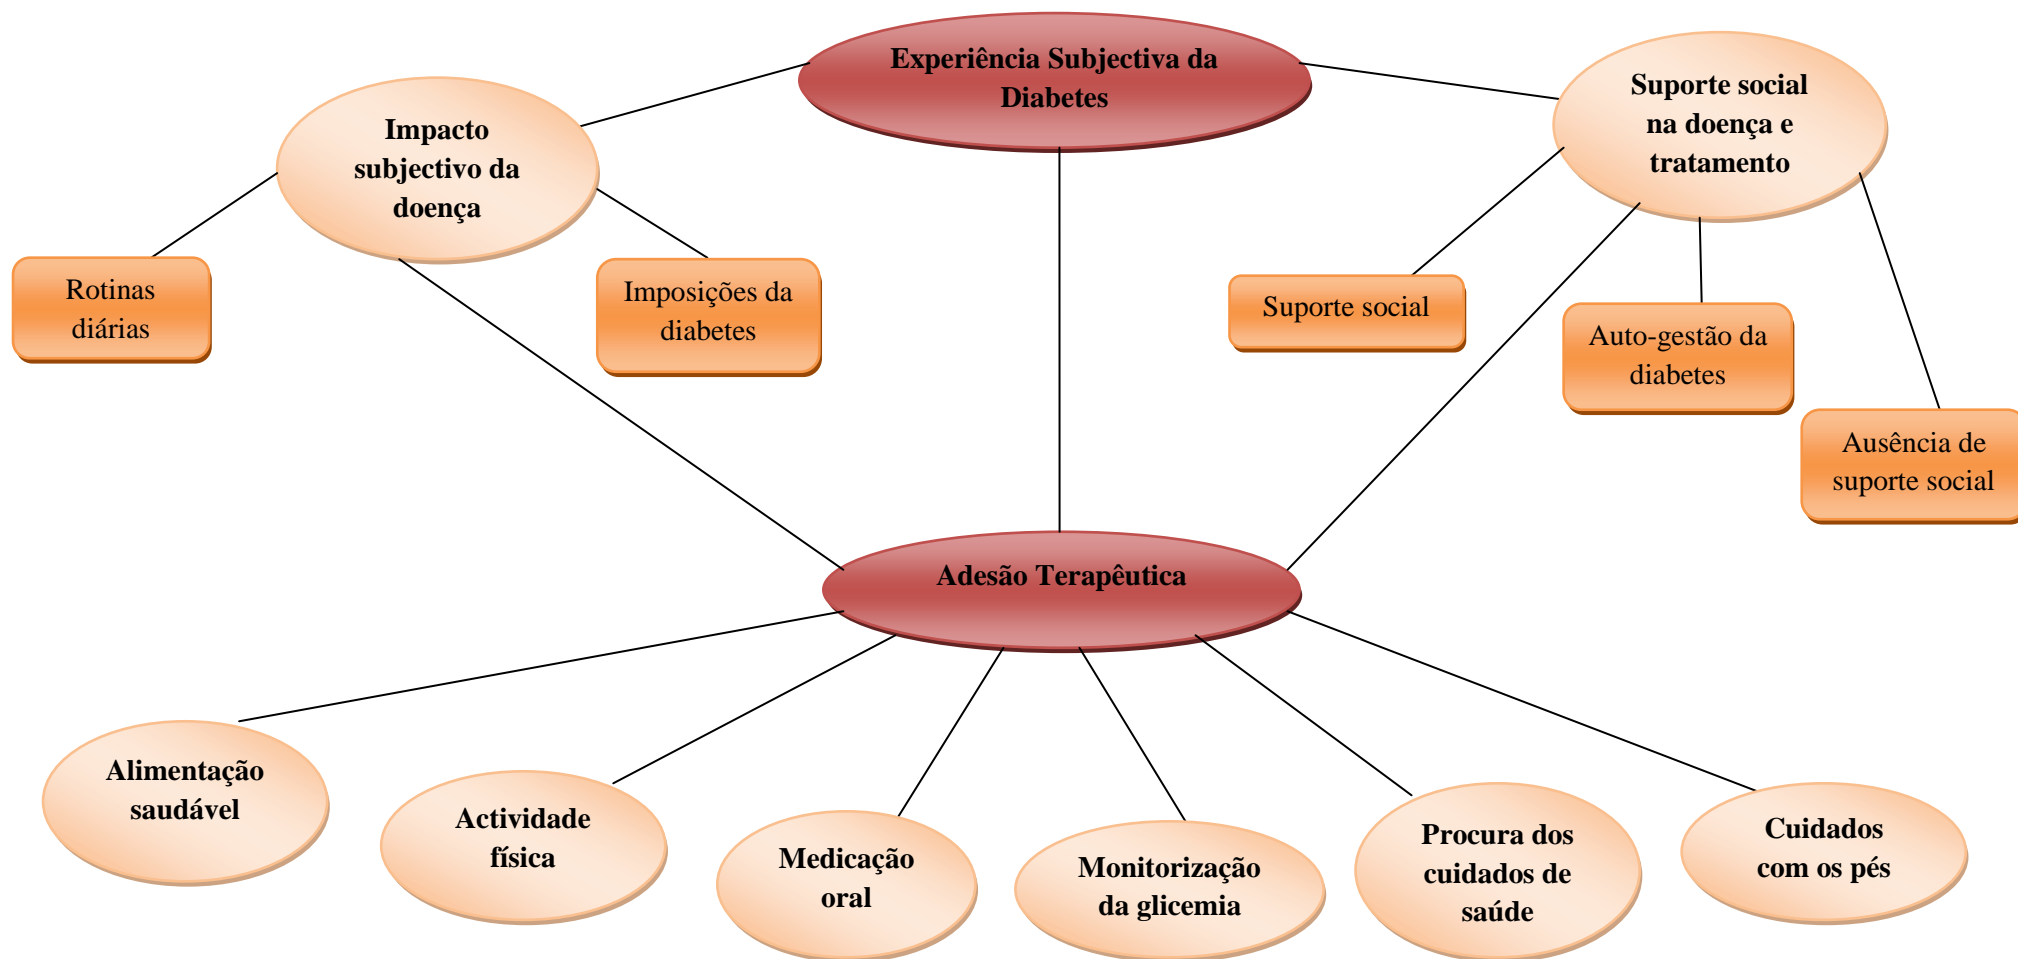 Experiência Subjectiva da
Diabetes
Impacto
subjectivo da
doença
Suporte social
na doença e
tratamento
Rotinas
diárias
Imposições da
diabetes
Suporte social
Auto-gestão da
diabetes
Ausência de
suporte social
Adesão Terapêutica
Alimentação
saudável
Actividade
física
Medicação
oral
Monitorização
da glicemia
Procura dos
cuidados de
saúde
Cuidados
com os pés